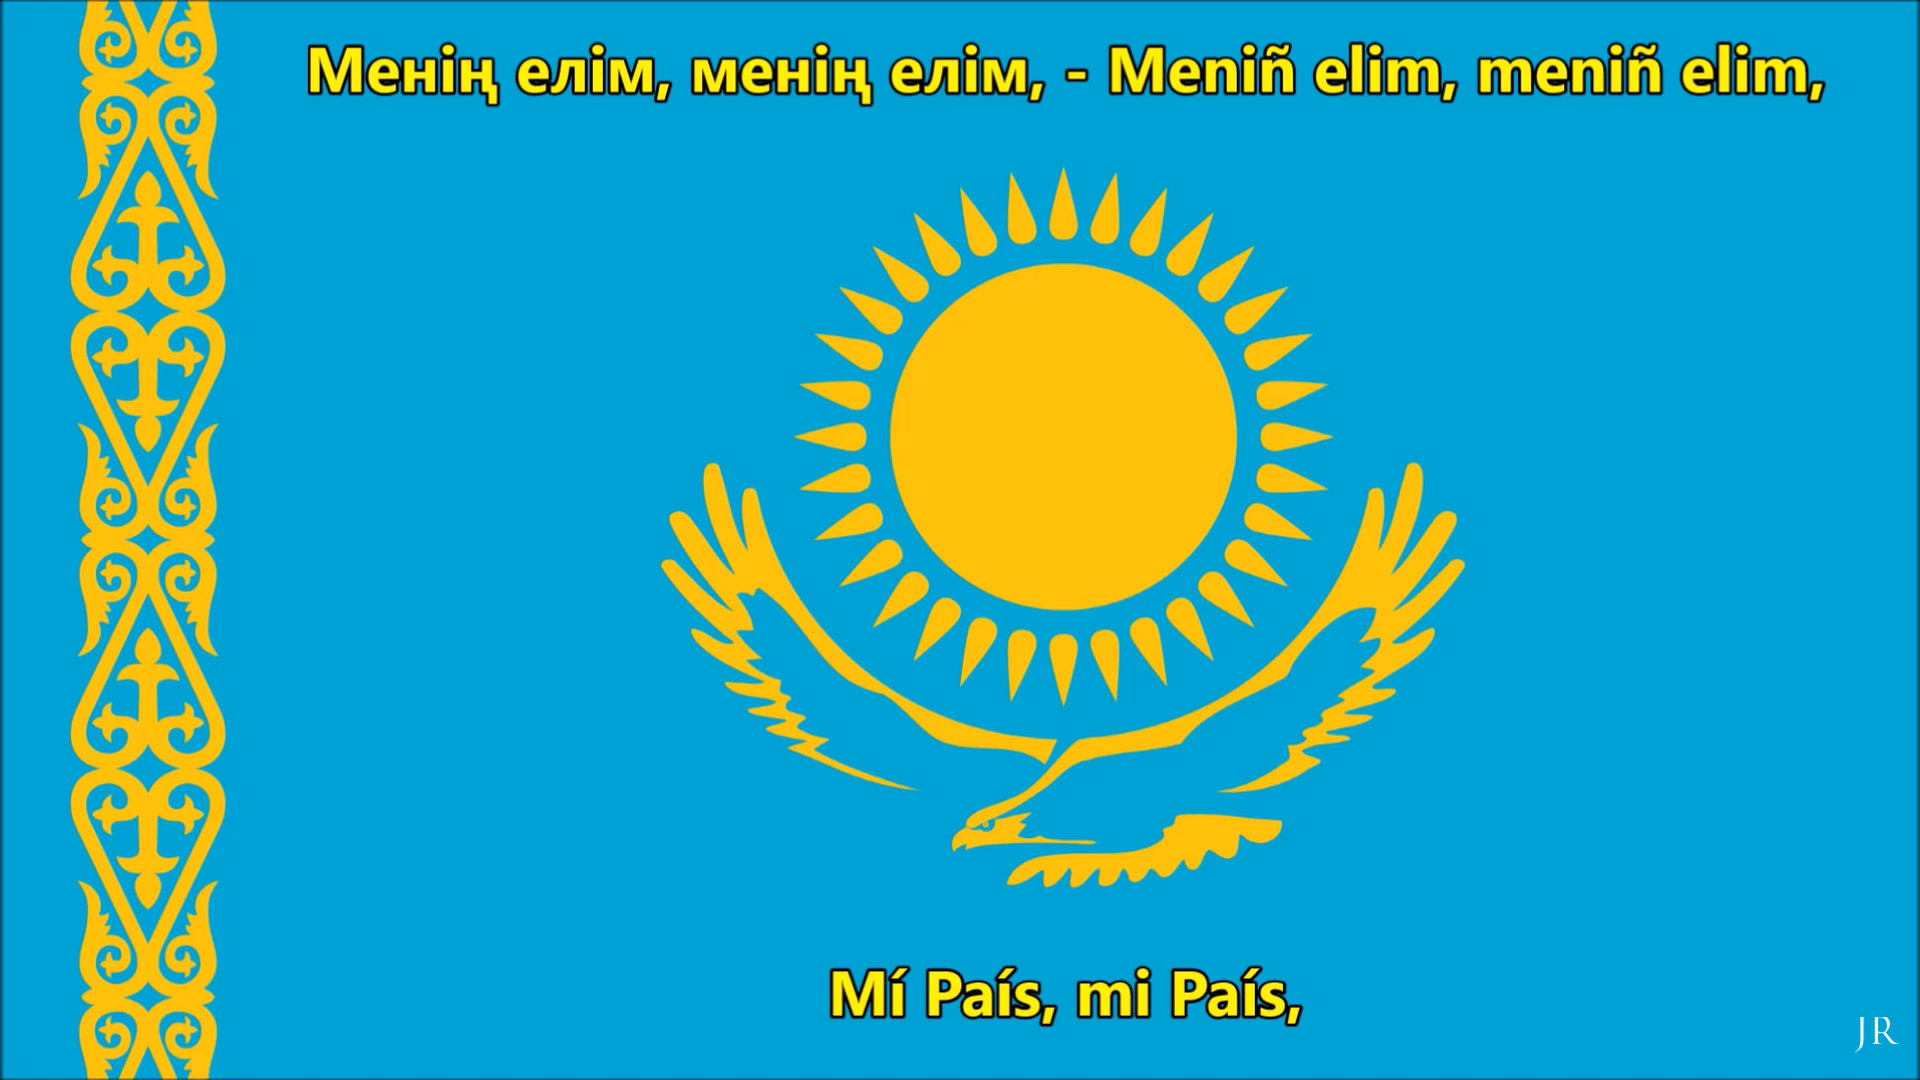 Менің елім, менің елім, - Meniñ elim, meniñ elim,
Mí País, mi País,
JR